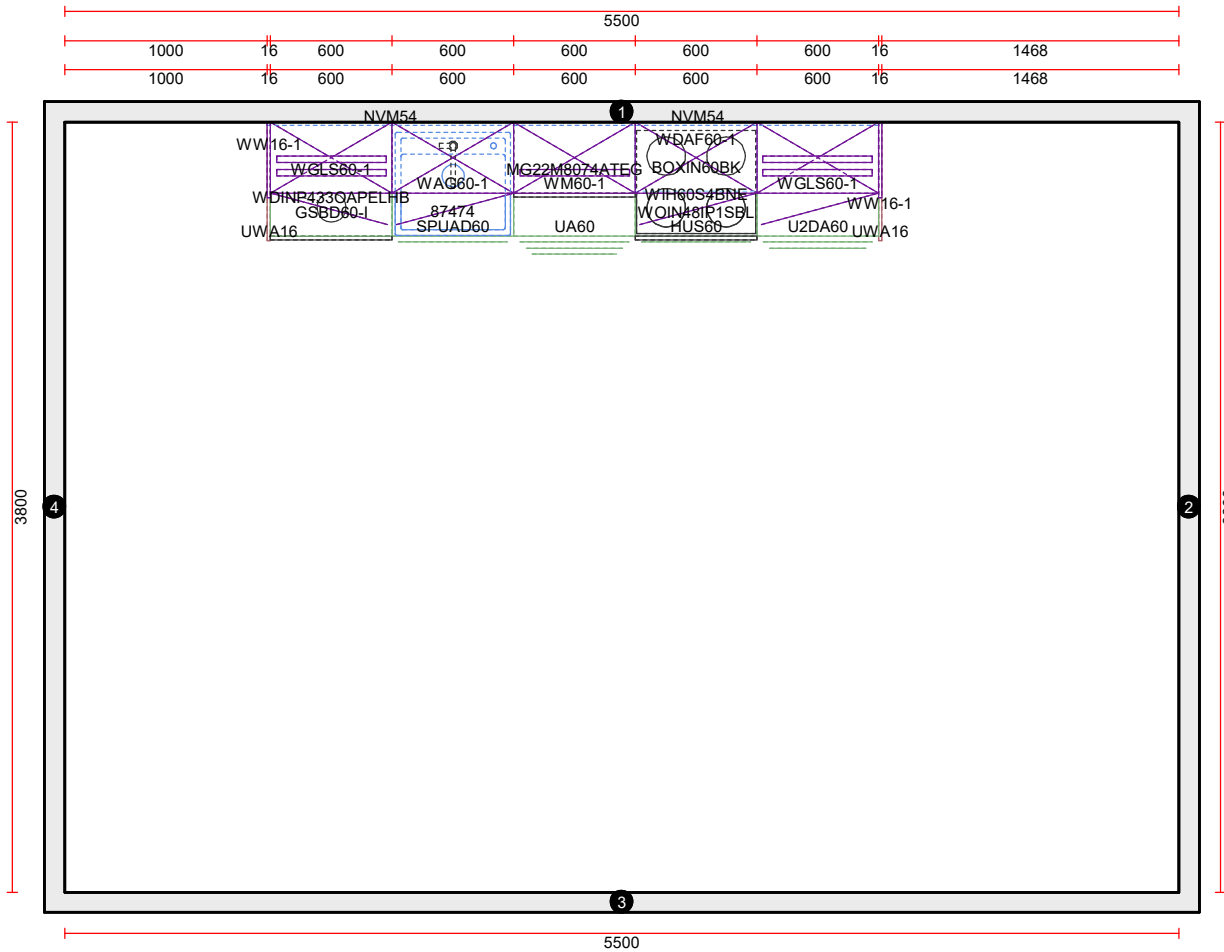 5500
1000 16 600 600 600 600 600 16 1468
1000 16 600 600 600 600 600 16 1468
1
NVM54 NVM54
WW16-1 WDAF60-1
WGLS60-1 MG22M8074ATEG BOXIN60BK
WAG60-1 WM60-1 WGLS60-1
WDINP433OAPELHB WIH60S4BNE WW16-1
GSBD60-I 87474 WOIN48IP1SBL
UWA16 SPUAD60 UA60 HUS60 U2DA60 UWA16
3800
4
2
3
5500